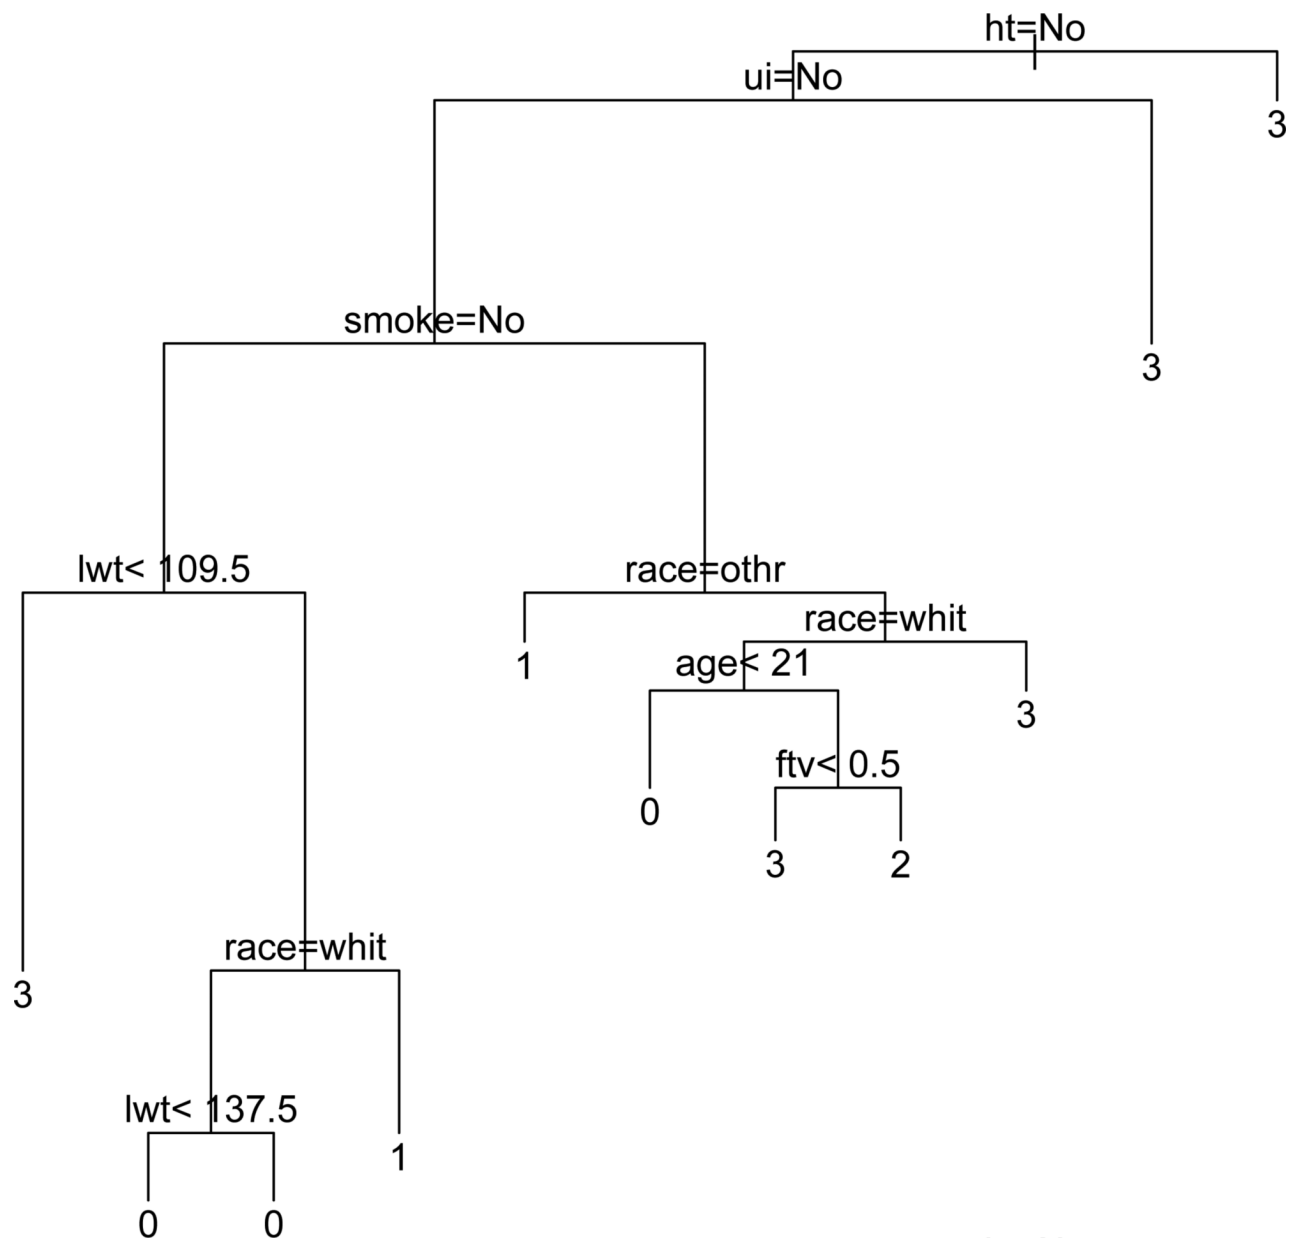 ht=No
ui=No
3
smoke=No
3
lwt< 109.5
race=othr
race=whit
1
age< 21
3
ftv< 0.5
0
3
2
race=whit
3
lwt< 137.5
1
0
0